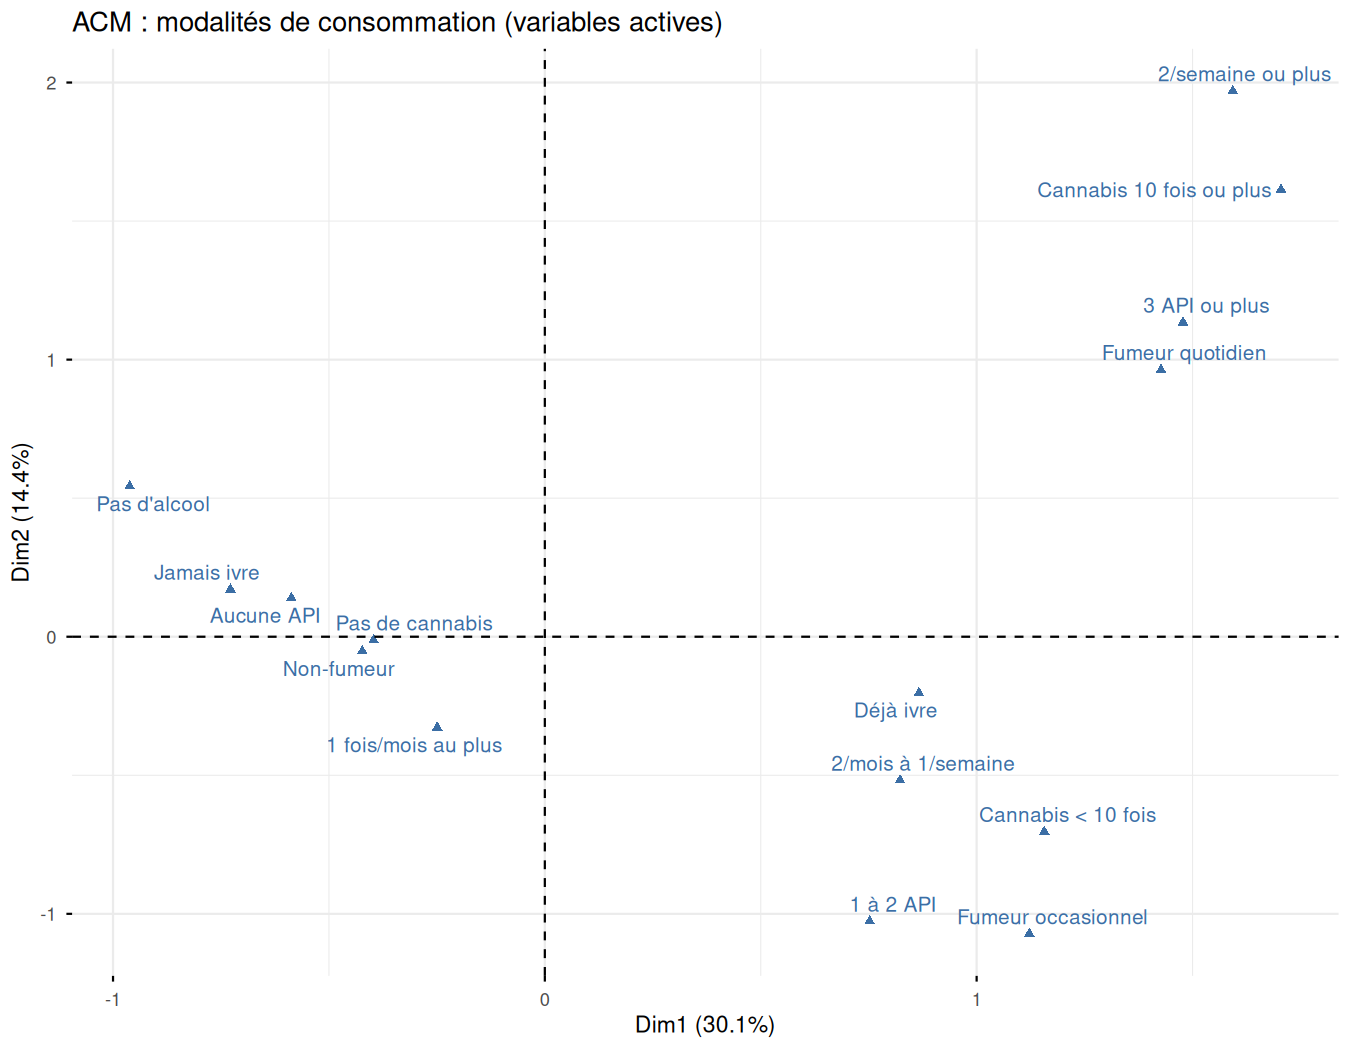 ACM : modalités de consommation (variables actives)
2/semaine ou plus
2
Cannabis 10 fois ou plus
3 API ou plus
Fumeur quotidien
1
Pas d'alcool
Jamais ivre
Aucune API
Pas de cannabis
0
Non-fumeur
Déjà ivre
1 fois/mois au plus
2/mois à 1/semaine
Cannabis < 10 fois
1 à 2 API
Fumeur occasionnel
-1
Dim2 (14.4%)
-1
0
1
Dim1 (30.1%)